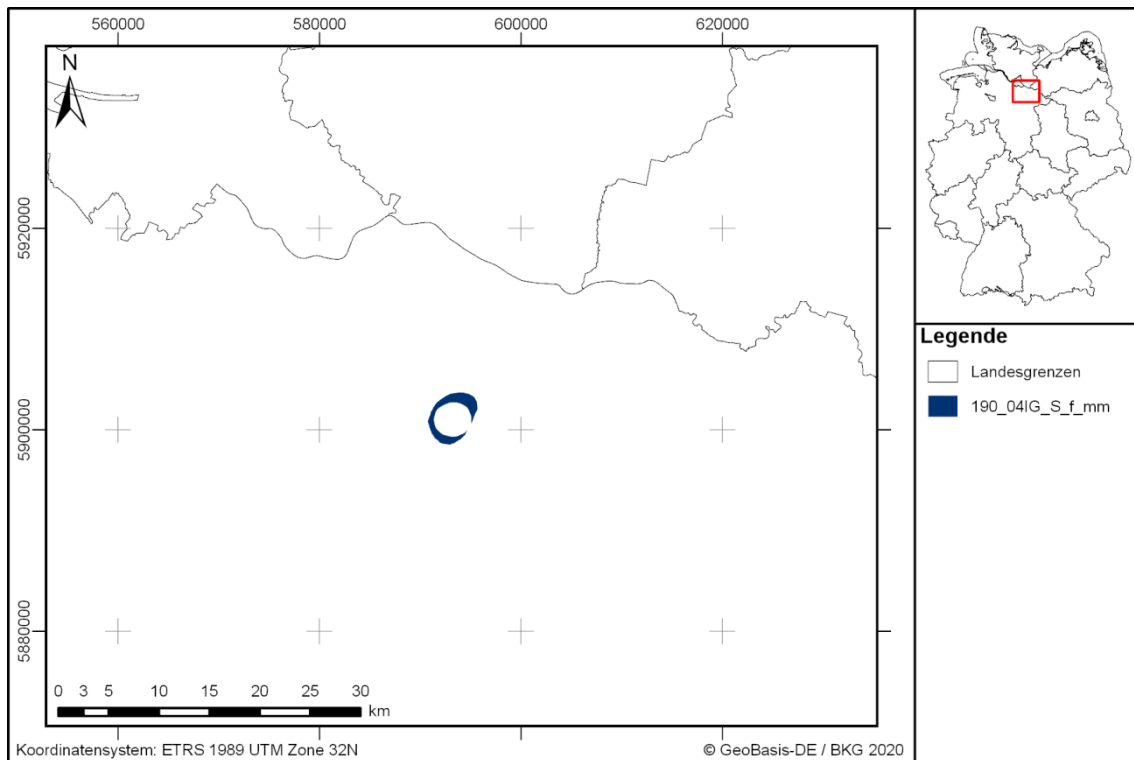 560000 580000 600000 620000
N
5920000
5900000
5880000
0 3 5 10 15 20 25 30
km
Koordinatensystem: ETRS 1989 UTM Zone 32N
© GeoBasis-DE / BKG 2020
Legende
Landesgrenzen
190_04IG_S_f_mm